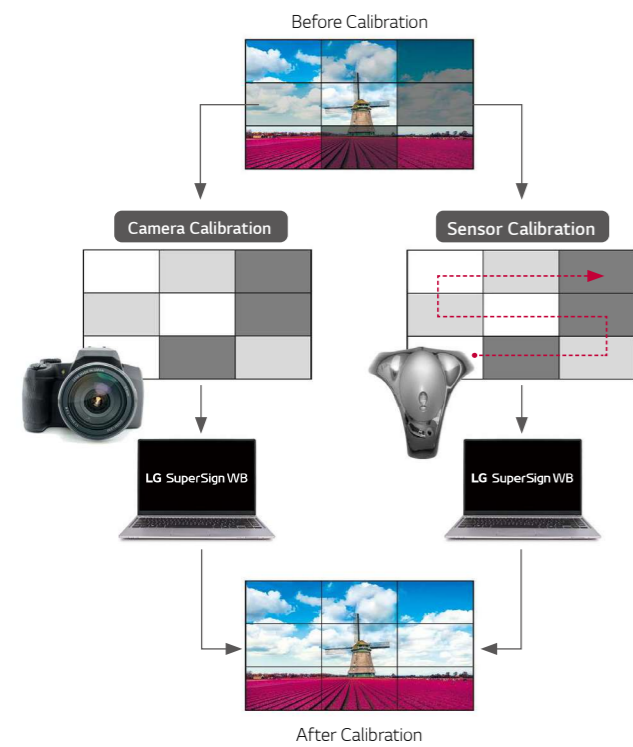 Before Calibration
Camera Calibration
Sensor Calibration
LG SuperSign WB
LG SuperSign WB
After Calibration